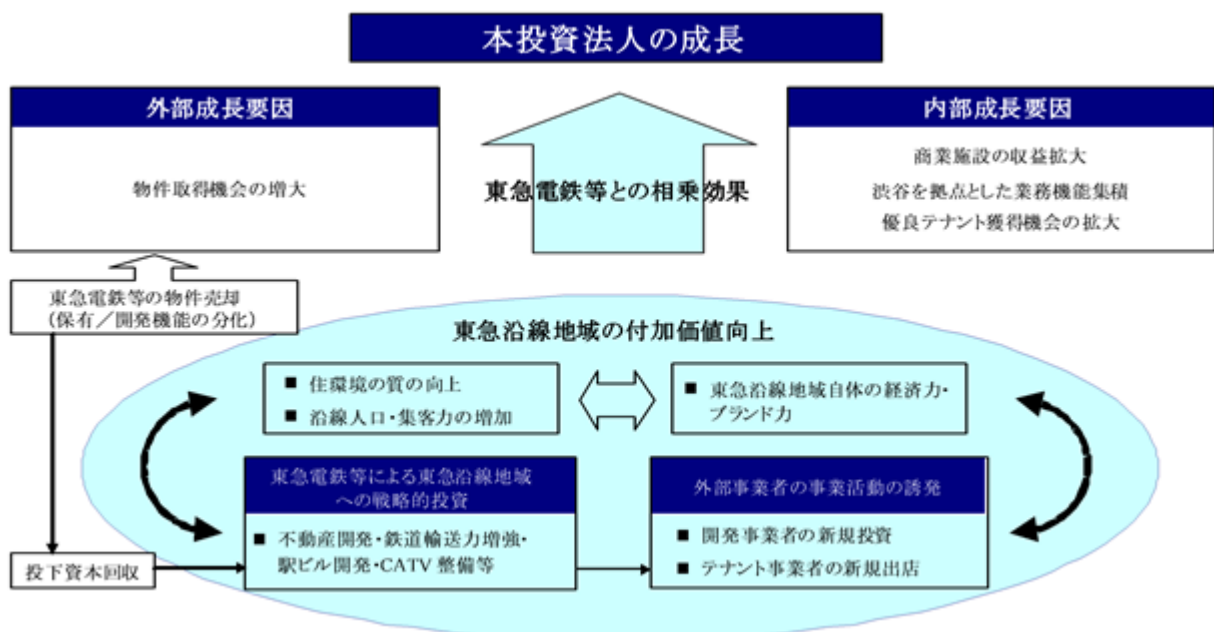 本投資法人の成長
外部成長要因
物件取得機会の増大
東急電鉄等との相乗効果
内部成長要因
商業施設の収益拡大
渋谷を拠点とした業務機能集積
優良テナント獲得機会の拡大
東急電鉄等の物件売却
(保有/開発機能の分化)
東急沿線地域の付加価値向上
■ 住環境の質の向上
■ 沿線人口・集客力の増加
■ 東急沿線地域自体の経済力・
ブランド力
東急電鉄等による東急沿線地域
への戦略的投資
■ 不動産開発・鉄道輸送力増強・
駅ビル開発・CATV 整備等
外部事業者の事業活動の誘発
■ 開発事業者の新規投資
■ テナント事業者の新規出店
投下資本回収